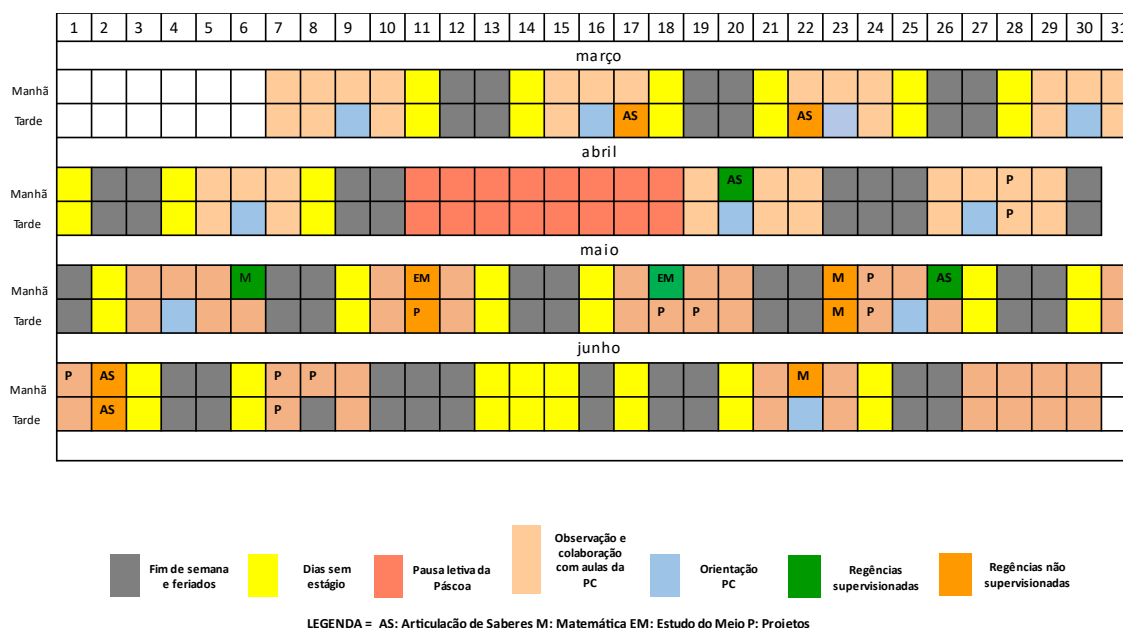 1 2 3 4 5 6 7 8 9 10 11 12 13 14 15 16 17 18 19 20 21 22 23 24 25 26 27 28 29 30 31
março
Manhã
Tarde AS AS
abril
Manhã AS P
Tarde P
maio
Manhã M EM EM M P AS
Tarde P P P M P
junho
Manhã P AS P P M
Tarde AS P
Fim de semana
e feriados
Dias sem
estágio
Pausa letiva da
Páscoa
Observação e
colaboração
com aulas da
PC
Orientação
PC
Regências
supervisionadas
Regências não
supervisionadas
LEGENDA = AS: Articulação de Saberes M: Matemática EM: Estudo do Meio P: Projetos